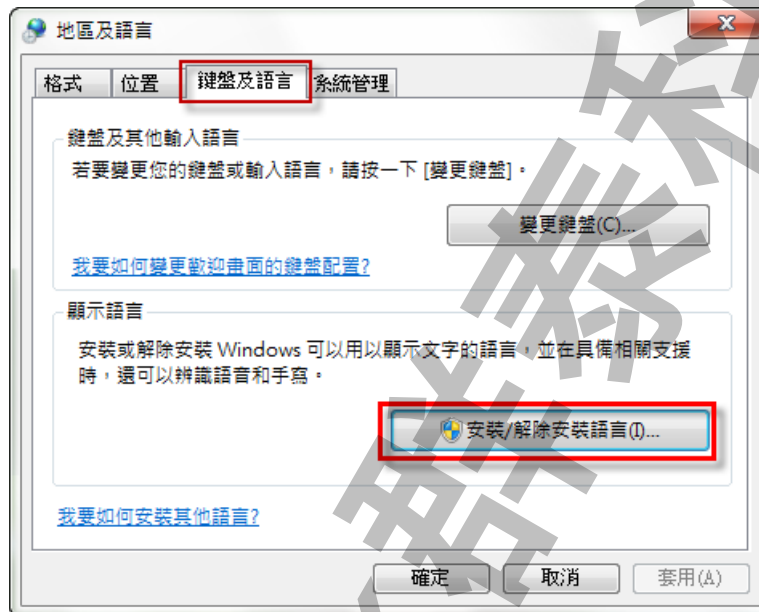 地區及語言
格式 位置 鍵盤及語言 系統管理
鍵盤及其他輸入語言
若要變更您的鍵盤或輸入語言，請按一下 [變更鍵盤]。
變更鍵盤(C)...
我要如何變更歡迎畫面的鍵盤配置?
顯示語言
安裝或解除安裝 Windows 可以用以顯示文字的語言，並在具備相關支援
時，還可以辨識語音和手寫。
安裝/解除安裝語言(I)...
我要如何安裝其他語言?
確定 取消 套用(A)